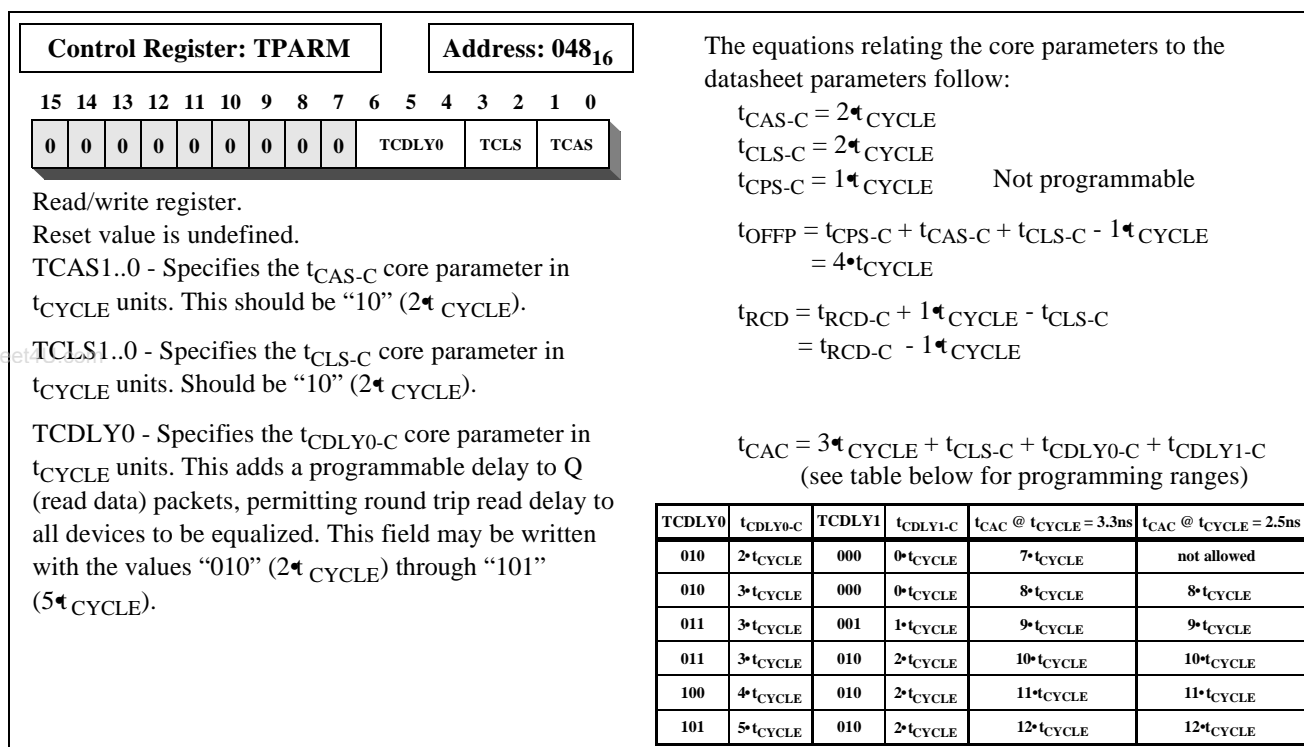 Control Register: TPARM
Address: 048₁₆
15 14 13 12 11 10 9 8 7 6 5 4 3 2 1 0
0 0 0 0 0 0 0 0 0 TCDLY0 TCLS TCAS
Read/write register.
Reset value is undefined.
TCAS1..0 - Specifies the tCAS-C core parameter in
tCYCLE units. This should be “10” (2•tCYCLE).
TCLS1..0 - Specifies the tCLS-C core parameter in
eet4U.com
tCYCLE units. Should be “10” (2•tCYCLE).
TCDLY0 - Specifies the tCDLY0-C core parameter in
tCYCLE units. This adds a programmable delay to Q
(read data) packets, permitting round trip read delay to
all devices to be equalized. This field may be written
with the values “010” (2•tCYCLE) through “101”
(5•tCYCLE).
The equations relating the core parameters to the
datasheet parameters follow:
tCAS-C = 2•tCYCLE
tCLS-C = 2•tCYCLE
tCPS-C = 1•tCYCLE Not programmable
tOFFP = tCPS-C + tCAS-C + tCLS-C - 1•tCYCLE
= 4•tCYCLE
tRCD = tRCD-C + 1•tCYCLE - tCLS-C
= tRCD-C - 1•tCYCLE
tCAC = 3•tCYCLE + tCLS-C + tCDLY0-C + tCDLY1-C
(see table below for programming ranges)
TCDLY0 tCDLY0-C TCDLY1 tCDLY1-C tCAC @ tCYCLE = 3.3ns tCAC @ tCYCLE = 2.5ns
010 2•tCYCLE 000 0•tCYCLE 7•tCYCLE not allowed
010 3•tCYCLE 000 0•tCYCLE 8•tCYCLE 8•tCYCLE
011 3•tCYCLE 001 1•tCYCLE 9•tCYCLE 9•tCYCLE
011 3•tCYCLE 010 2•tCYCLE 10•tCYCLE 10•tCYCLE
100 4•tCYCLE 010 2•tCYCLE 11•tCYCLE 11•tCYCLE
101 5•tCYCLE 010 2•tCYCLE 12•tCYCLE 12•tCYCLE